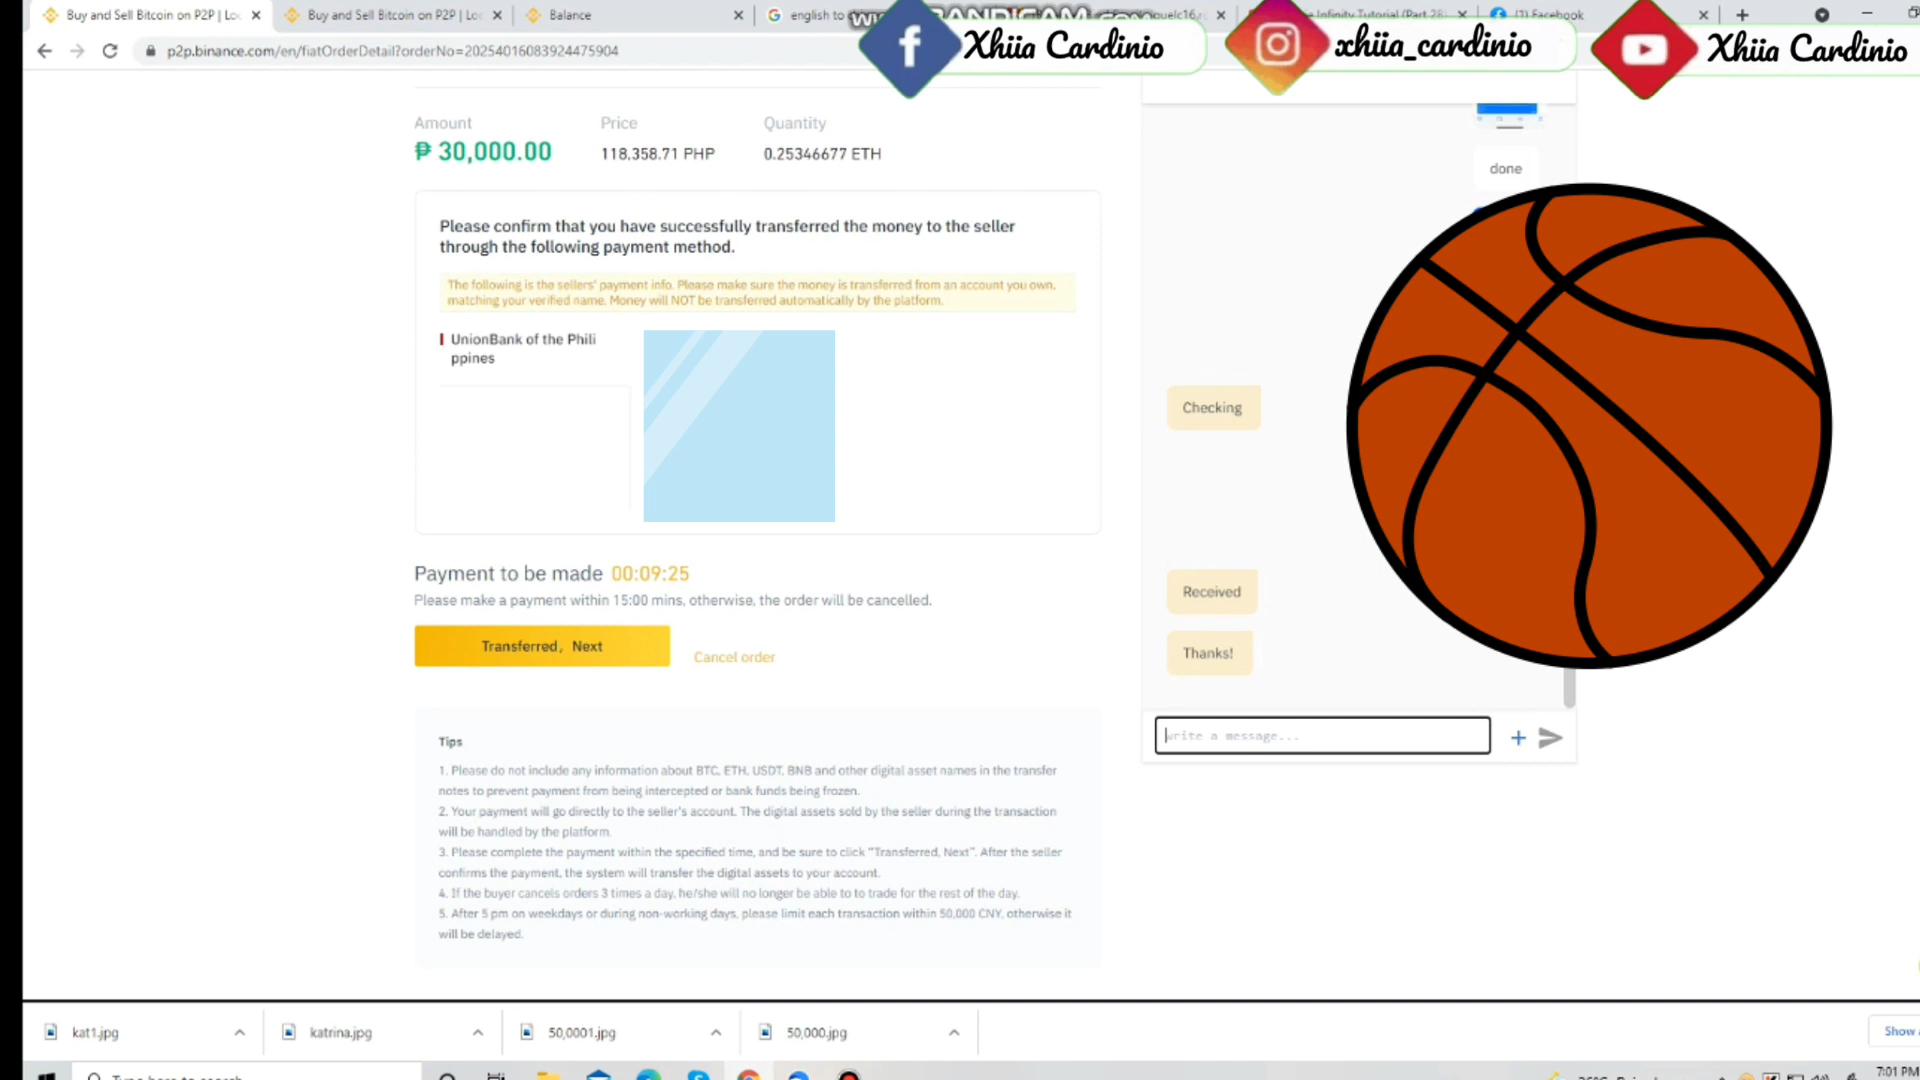 Buy and Sell Bitcoin on P2P | Lo
Buy and Sell Bitcoin on P2P | Lo
Balance
english to
Infinity Tutorial (Part 28
(1) Facebook
p2p.binance.com/en/fiatOrderDetail?orderNo=20254016083924475904
Xhiia Cardinio
xhiia_cardinio
Xhiia Cardinio
Amount
Price
Quantity
₱ 30,000.00
118,358.71 PHP
0.25346677 ETH
done
Please confirm that you have successfully transferred the money to the seller
through the following payment method.
The following is the sellers' payment info. Please make sure the money is transferred from an account you own,
matching your verified name. Money will NOT be transferred automatically by the platform.
UnionBank of the Phili
ppines
Checking
Payment to be made 00:09:25
Please make a payment within 15:00 mins, otherwise, the order will be cancelled.
Transferred, Next
Cancel order
Received
Thanks!
Write a message...
Tips
1. Please do not include any information about BTC, ETH, USDT, BNB and other digital asset names in the transfer
notes to prevent payment from being intercepted or bank funds being frozen.
2. Your payment will go directly to the seller's account. The digital assets sold by the seller during the transaction
will be handled by the platform.
3. Please complete the payment within the specified time, and be sure to click "Transferred, Next". After the seller
confirms the payment, the system will transfer the digital assets to your account.
4. If the buyer cancels orders 3 times a day, he/she will no longer be able to to trade for the rest of the day.
5. After 5 pm on weekdays or during non-working days, please limit each transaction within 50,000 CNY, otherwise it
will be delayed.
kat1.jpg
katrina.jpg
50,0001.jpg
50,000.jpg
Show
Type here to search
7:01 PM